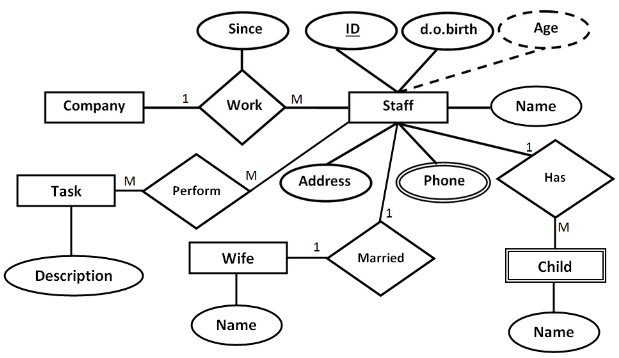 Since
ID
d.o.birth
Age
Company
1
Work
M
Staff
Name
1
Task
M
Perform
M
Address
Phone
Has
1
M
Description
Wife
1
Married
Child
Name
Name